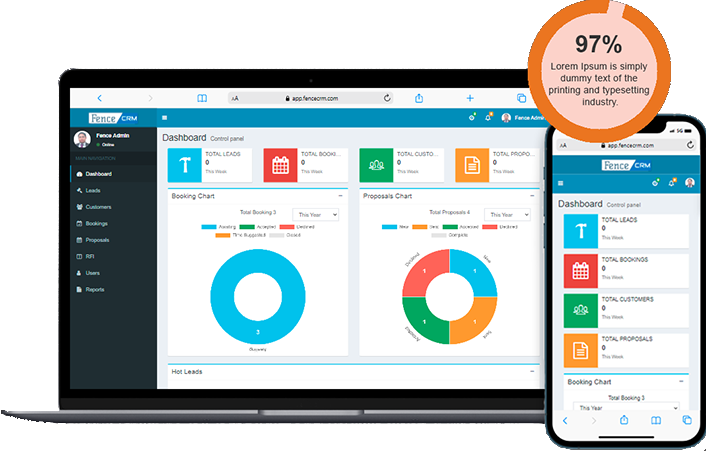 97%
Lorem Ipsum is simply
dummy text of the
printing and typesetting
industry.
AA
app.fencecrm.com
Fence CRM
Fence Admin
Fence Admin
Online
MAIN NAVIGATION
Dashboard
Leads
Customers
Bookings
Proposals
RFI
Users
Reports
Dashboard Control panel
TOTAL LEADS
0
This Week
TOTAL BOOKI...
0
This Week
TOTAL CUSTO...
0
This Week
TOTAL PROPO...
0
This Week
Booking Chart
Total Booking 3
This Year
Awaiting Accepted Declined
Time Suggested Closed
3
Proposals Chart
Total Proposals 4
This Year
New Accepted Declined
Complete
Declined
New
1
1
1
1
Hot Leads
5G
AA
app.fencecrm.com
Fence CRM
Dashboard Control panel
TOTAL LEADS
0
This Week
TOTAL BOOKINGS
0
This Week
TOTAL CUSTOMERS
0
This Week
TOTAL PROPOSALS
0
This Week
Booking Chart
Total Booking 3
This Year